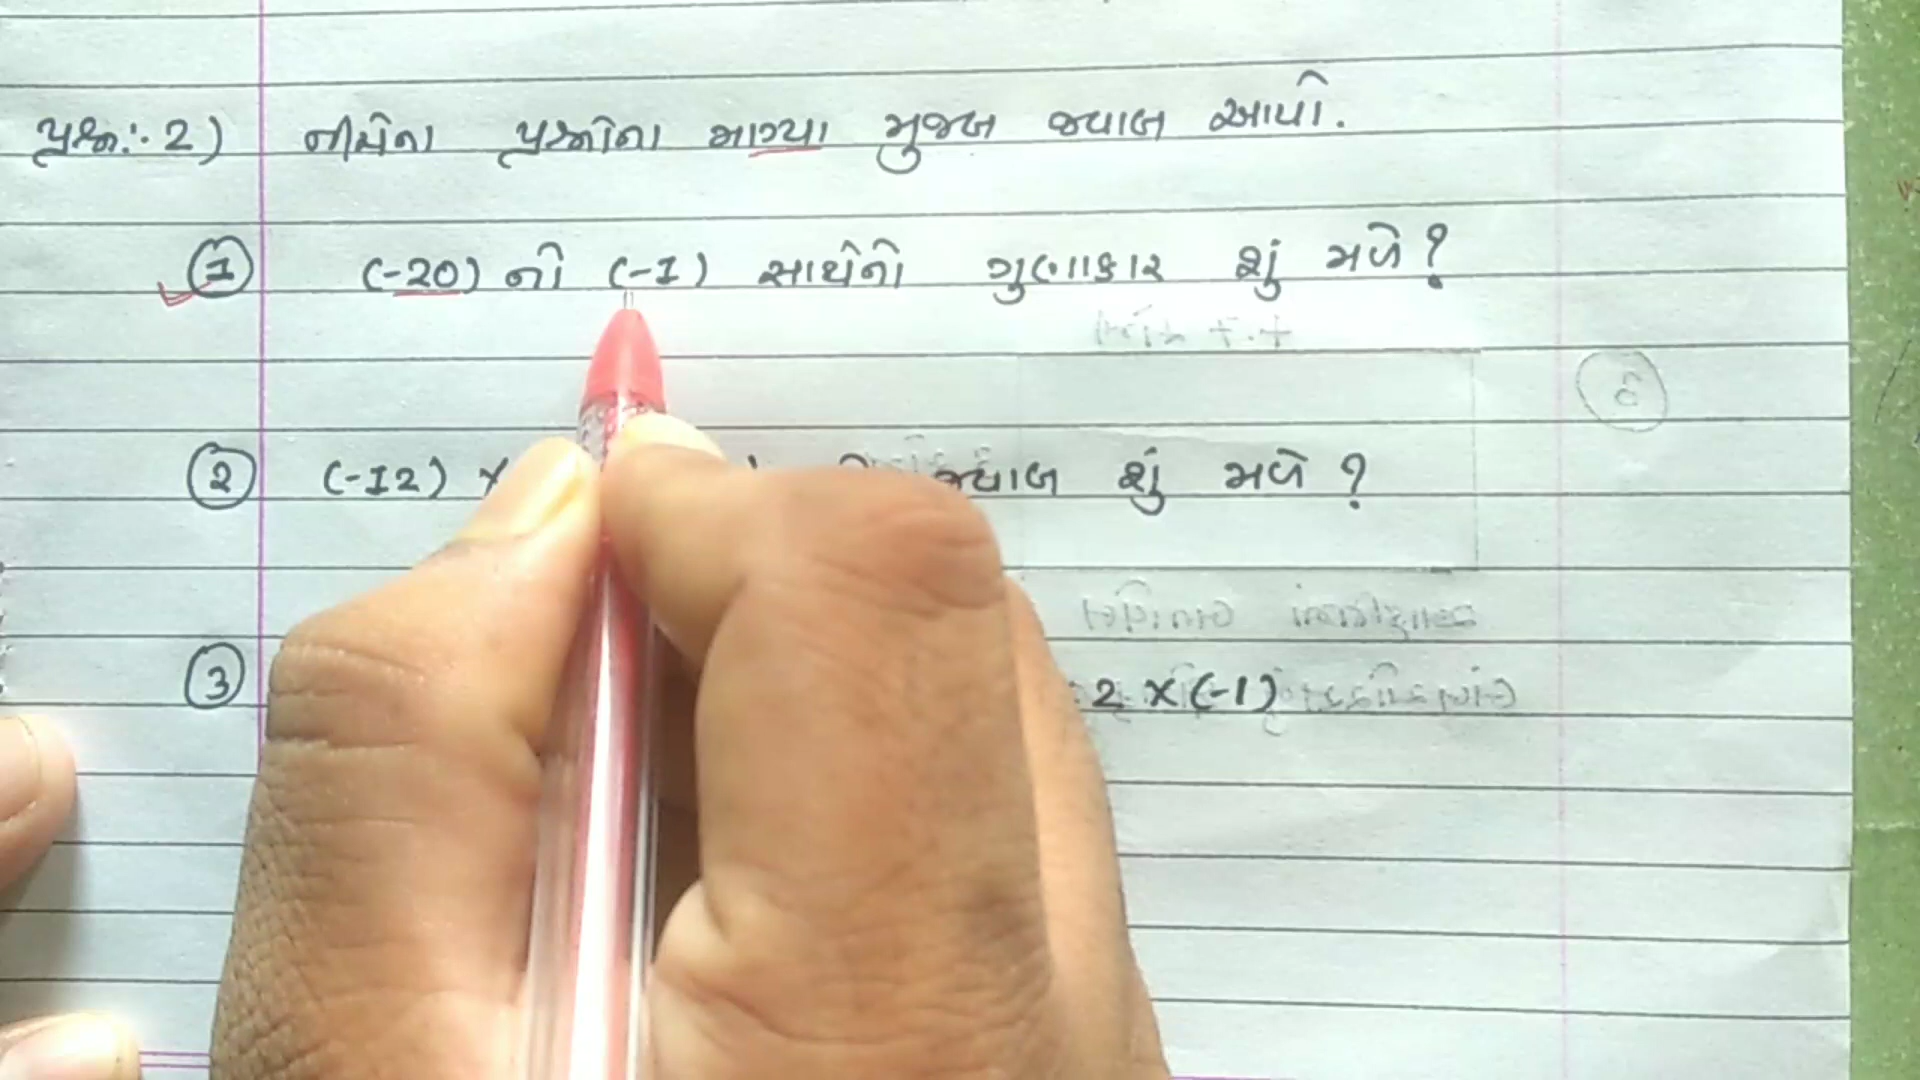 પ્રશ્ન:- 2) નીચેના પ્રશ્નોના માગ્યા મુજબ જવાબ આપો.
① (-20) નો (-1) સાથેનો ગુણાકાર શું મળે ?
② (-12) × જવાબ શું મળે ?
③ 2 × (-1)